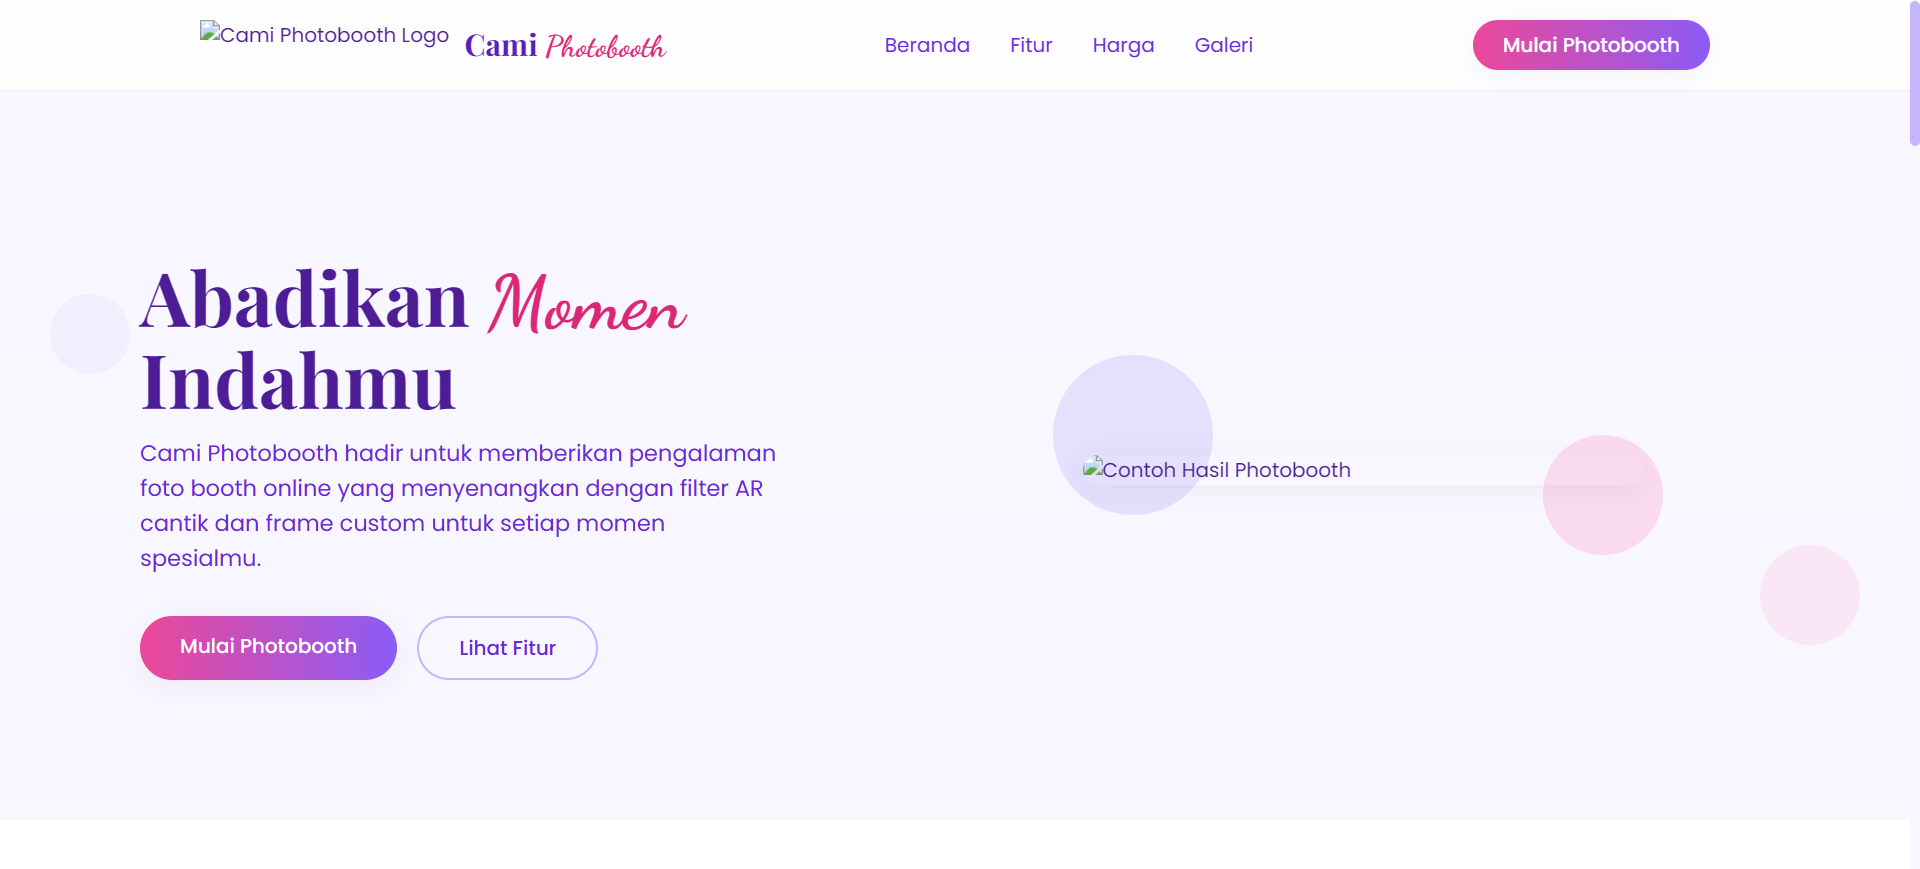 Cami Photobooth Logo
Cami Photobooth
Beranda Fitur Harga Galeri
Mulai Photobooth
Abadikan Momen
Indahmu
Cami Photobooth hadir untuk memberikan pengalaman
foto booth online yang menyenangkan dengan filter AR
cantik dan frame custom untuk setiap momen
spesialmu.
Mulai Photobooth
Lihat Fitur
Contoh Hasil Photobooth